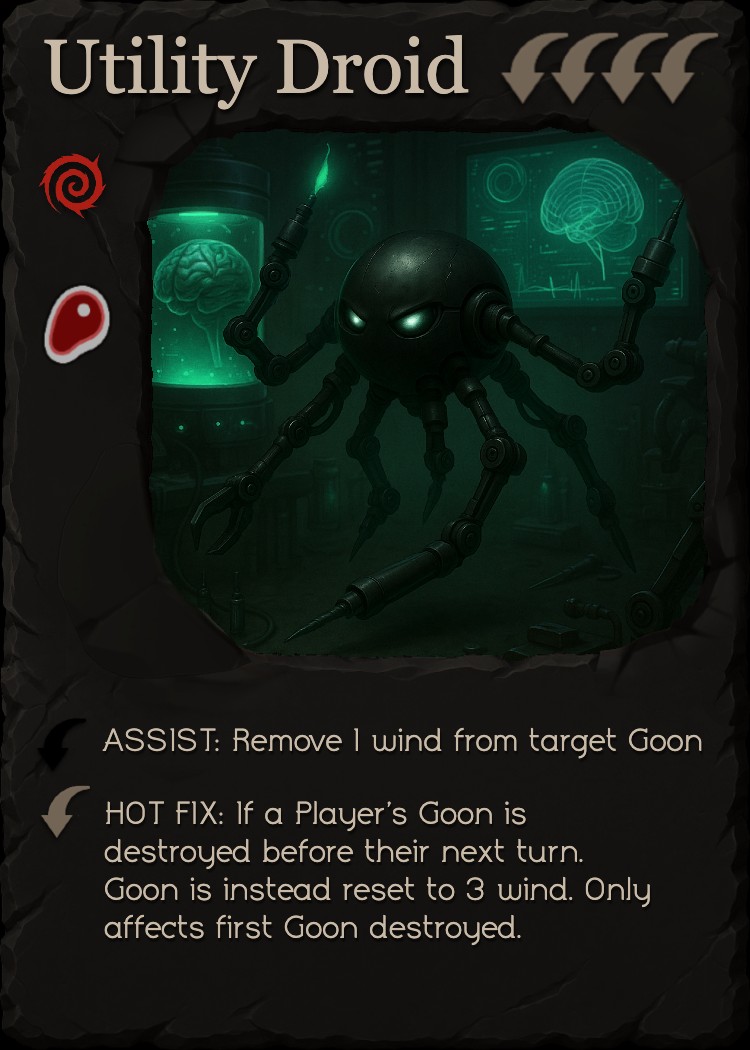 Utility Droid
ASSIST: Remove 1 wind from target Goon
HOT FIX: If a Player's Goon is
destroyed before their next turn.
Goon is instead reset to 3 wind. Only
affects first Goon destroyed.